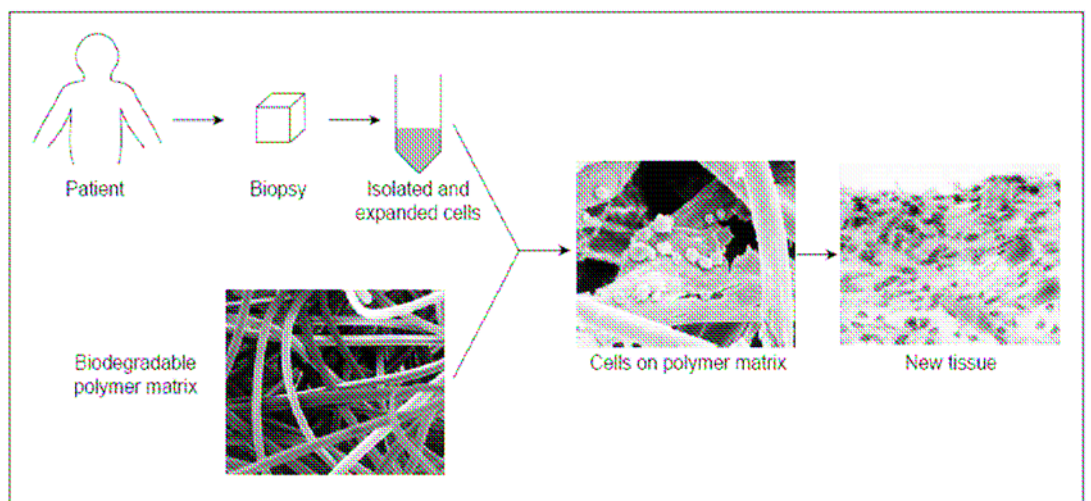 Patient
Biopsy
Isolated and
expanded cells
Biodegradable
polymer matrix
Cells on polymer matrix
New tissue